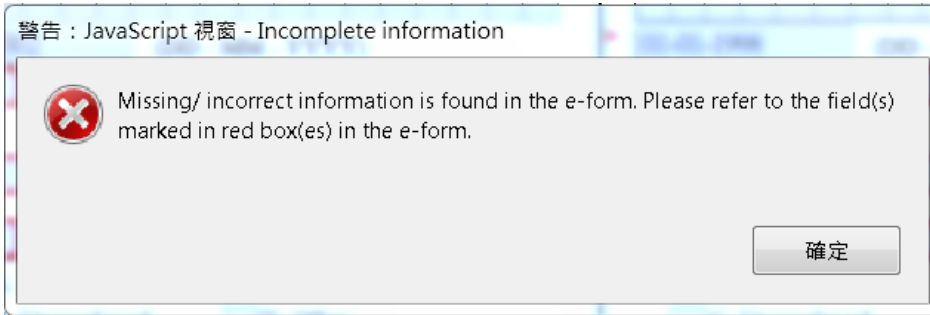 警告：JavaScript 視窗 - Incomplete information
Missing/ incorrect information is found in the e-form. Please refer to the field(s)
marked in red box(es) in the e-form.
確定